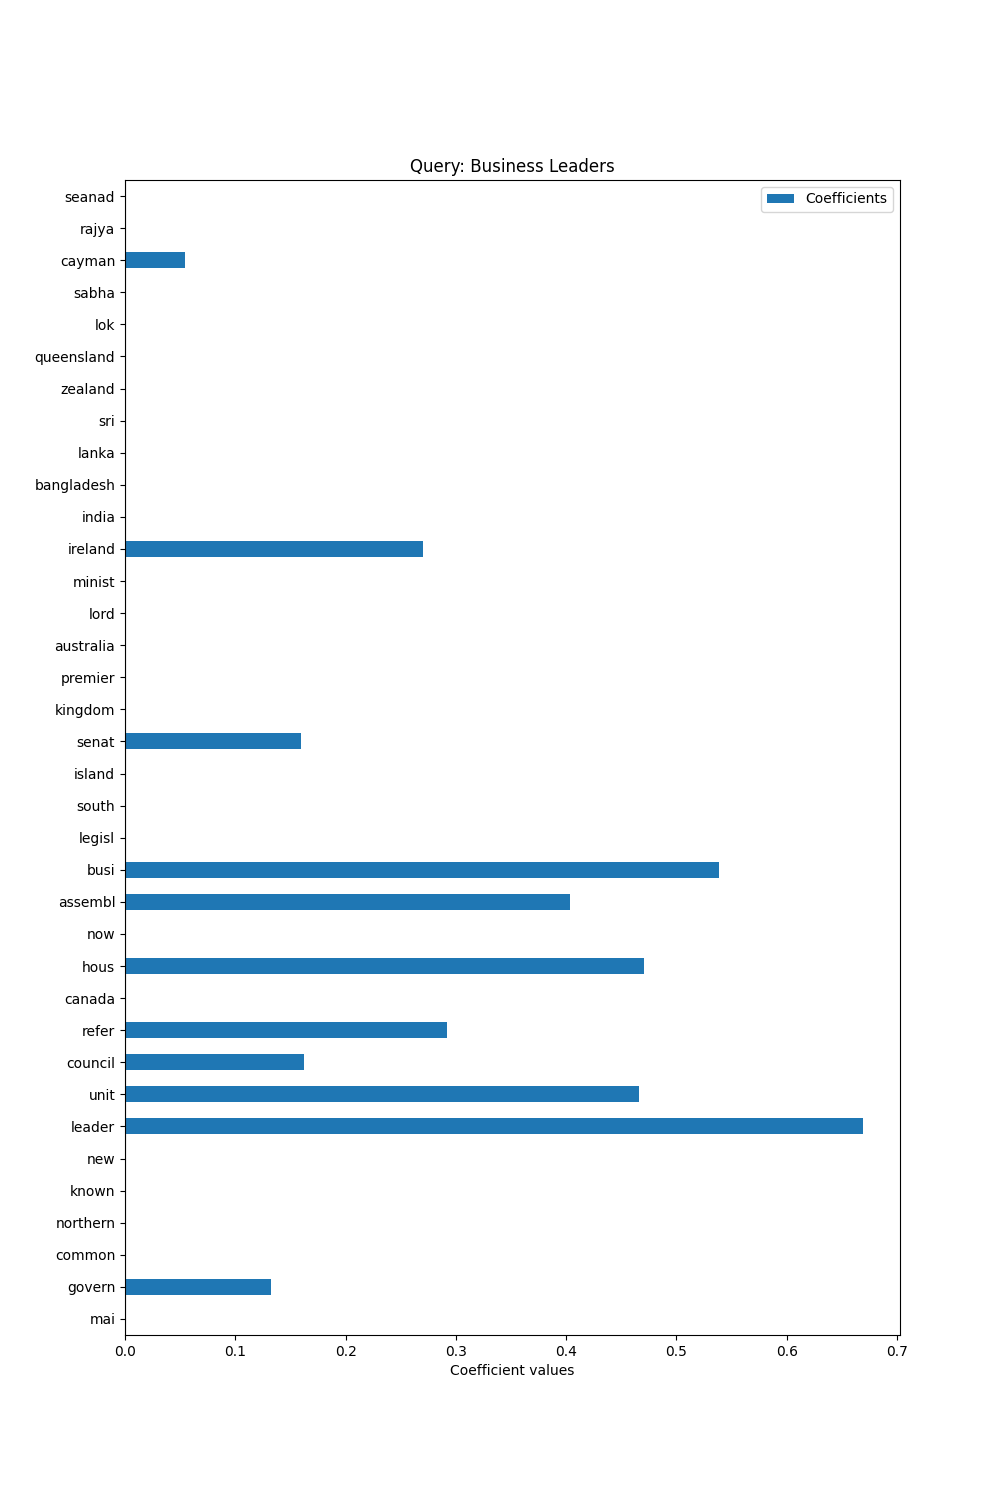 Query: Business Leaders
Coefficients
seanad
rajya
cayman
sabha
lok
queensland
zealand
sri
lanka
bangladesh
india
ireland
minist
lord
australia
premier
kingdom
senat
island
south
legisl
busi
assembl
now
hous
canada
refer
council
unit
leader
new
known
northern
common
govern
mai
0.0 0.1 0.2 0.3 0.4 0.5 0.6 0.7
Coefficient values